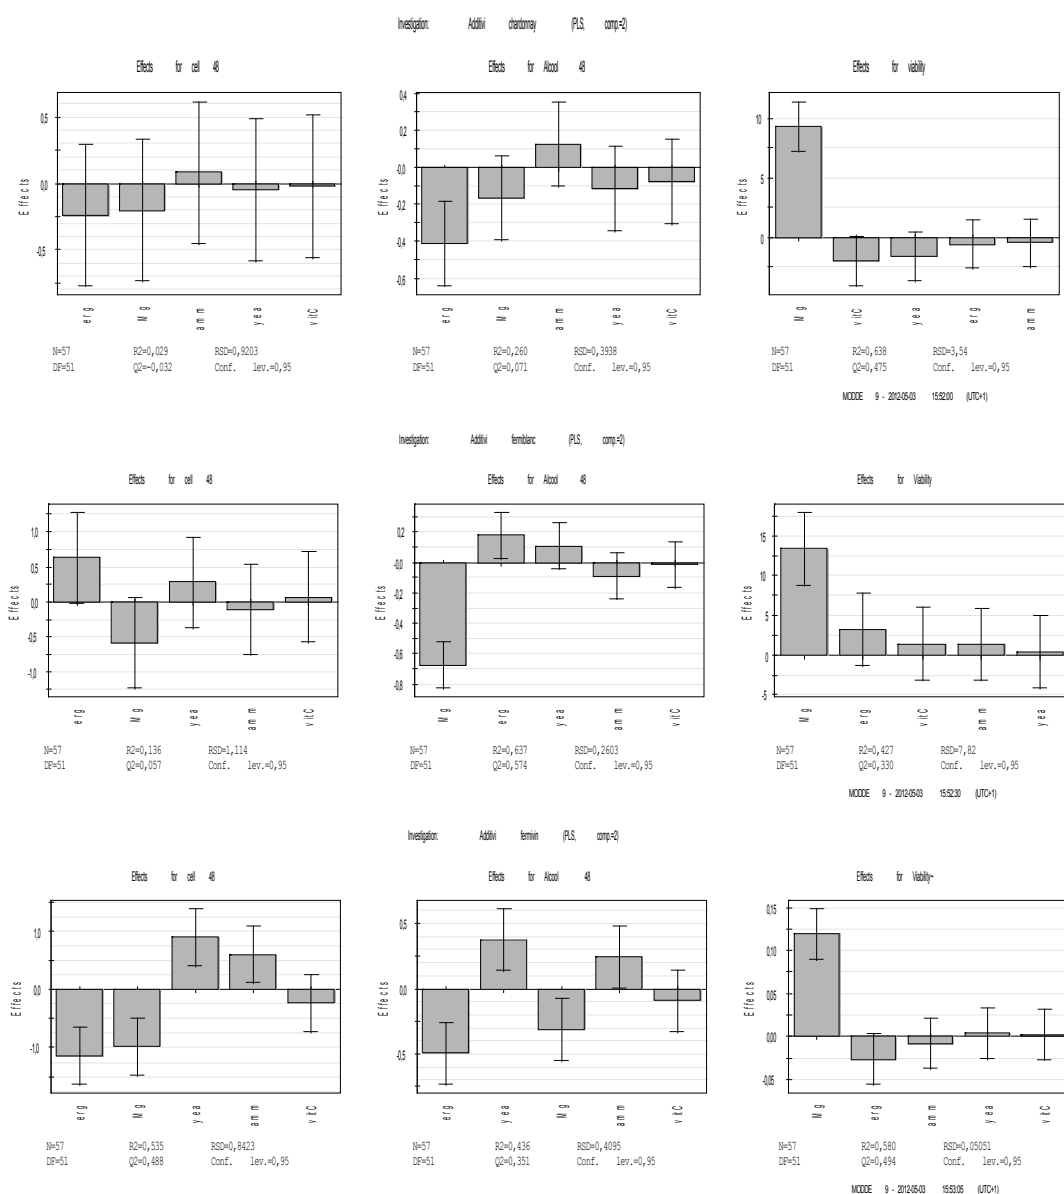 Investigation: Additivi chardonnay (PLS, comp.=2)
Effects for cell 48
Effects for Alcool 48
Effects for viability
Effects
0,5
0,0
-0,5
erg
Mg
amm
yea
vitC
N=57 R2=0,029 RSD=0,9203
DF=51 Q2=-0,032 Conf. lev.=0,95
0,4
0,2
-0,0
-0,2
-0,4
-0,6
erg
Mg
amm
yea
vitC
N=57 R2=0,260 RSD=0,3938
DF=51 Q2=0,071 Conf. lev.=0,95
Effects
10
5
0
Mg
vitC
yea
erg
amm
N=57 R2=0,638 RSD=3,54
DF=51 Q2=0,475 Conf. lev.=0,95
MODDE 9 - 2012-05-03 15:52:00 (UTC+1)
Investigation: Additivi fermiblanc (PLS, comp.=2)
Effects for cell 48
Effects for Alcool 48
Effects for Viability
Effects
1,0
0,5
0,0
-0,5
-1,0
erg
Mg
yea
amm
vitC
N=57 R2=0,136 RSD=1,114
DF=51 Q2=0,057 Conf. lev.=0,95
Effects
0,2
-0,0
-0,2
-0,4
-0,6
-0,8
Mg
erg
yea
amm
vitC
N=57 R2=0,637 RSD=0,2603
DF=51 Q2=0,574 Conf. lev.=0,95
Effects
15
10
5
0
-5
Mg
erg
vitC
amm
yea
N=57 R2=0,427 RSD=7,82
DF=51 Q2=0,330 Conf. lev.=0,95
MODDE 9 - 2012-05-03 15:52:30 (UTC+1)
Investigation: Additivi fermivin (PLS, comp.=2)
Effects for cell 48
Effects for Alcool 48
Effects for Viability~
Effects
1,0
0,0
-1,0
erg
Mg
yea
amm
vitC
N=57 R2=0,535 RSD=0,8423
DF=51 Q2=0,488 Conf. lev.=0,95
Effects
0,5
0,0
-0,5
erg
yea
Mg
amm
vitC
N=57 R2=0,436 RSD=0,4095
DF=51 Q2=0,351 Conf. lev.=0,95
Effects
0,15
0,10
0,05
0,00
-0,05
Mg
erg
amm
yea
vitC
N=57 R2=0,580 RSD=0,05051
DF=51 Q2=0,494 Conf. lev.=0,95
MODDE 9 - 2012-05-03 15:53:05 (UTC+1)